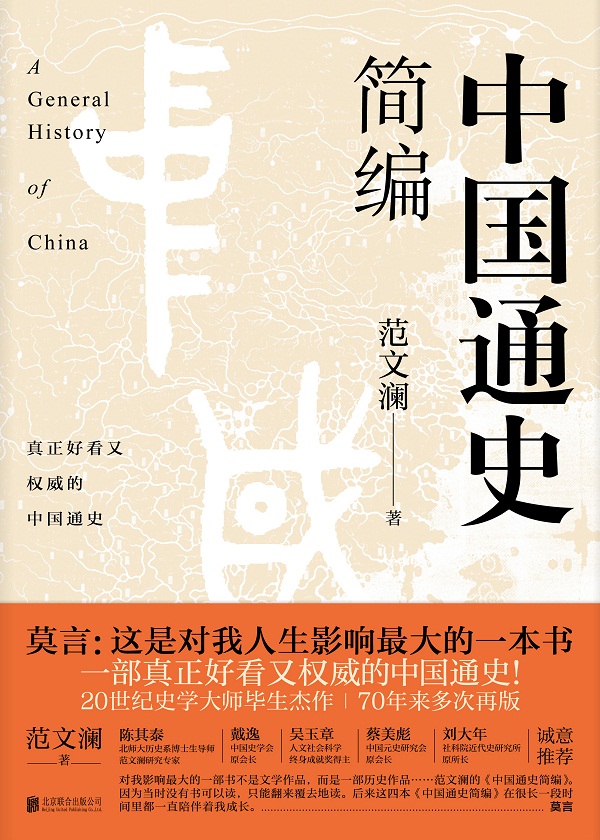 A
General
History
of
China
中国通史
简编
范文澜
著
真正好看又
权威的
中国通史
莫言：这是对我人生影响最大的一本书
一部真正好看又权威的中国通史！
20世纪史学大师毕生杰作｜70年来多次再版
范文澜
著
陈其泰
北师大历史系博士生导师
范文澜研究专家
戴逸
中国史学会
原会长
吴玉章
人文社会科学
终身成就奖得主
蔡美彪
中国元史研究会
原会长
刘大年
社科院近代史研究所
原所长
诚意
推荐
对我影响最大的一部书不是文学作品，而是一部历史作品……范文澜的《中国通史简编》。
因为当时没有书可以读，只能翻来覆去地读。后来这四本《中国通史简编》在很长一段时
间里都一直陪伴着我成长。……莫言
北京联合出版公司
Beijing United Publishing Co.,Ltd.